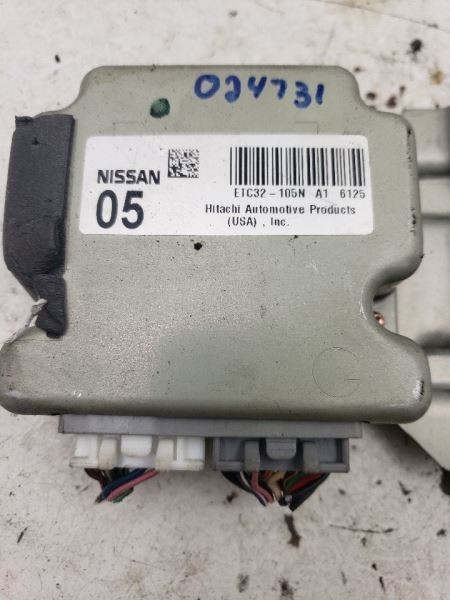 024731
NISSAN
05
ETC32-105N A1 6125
Hitachi Automotive Products
(USA) , Inc.